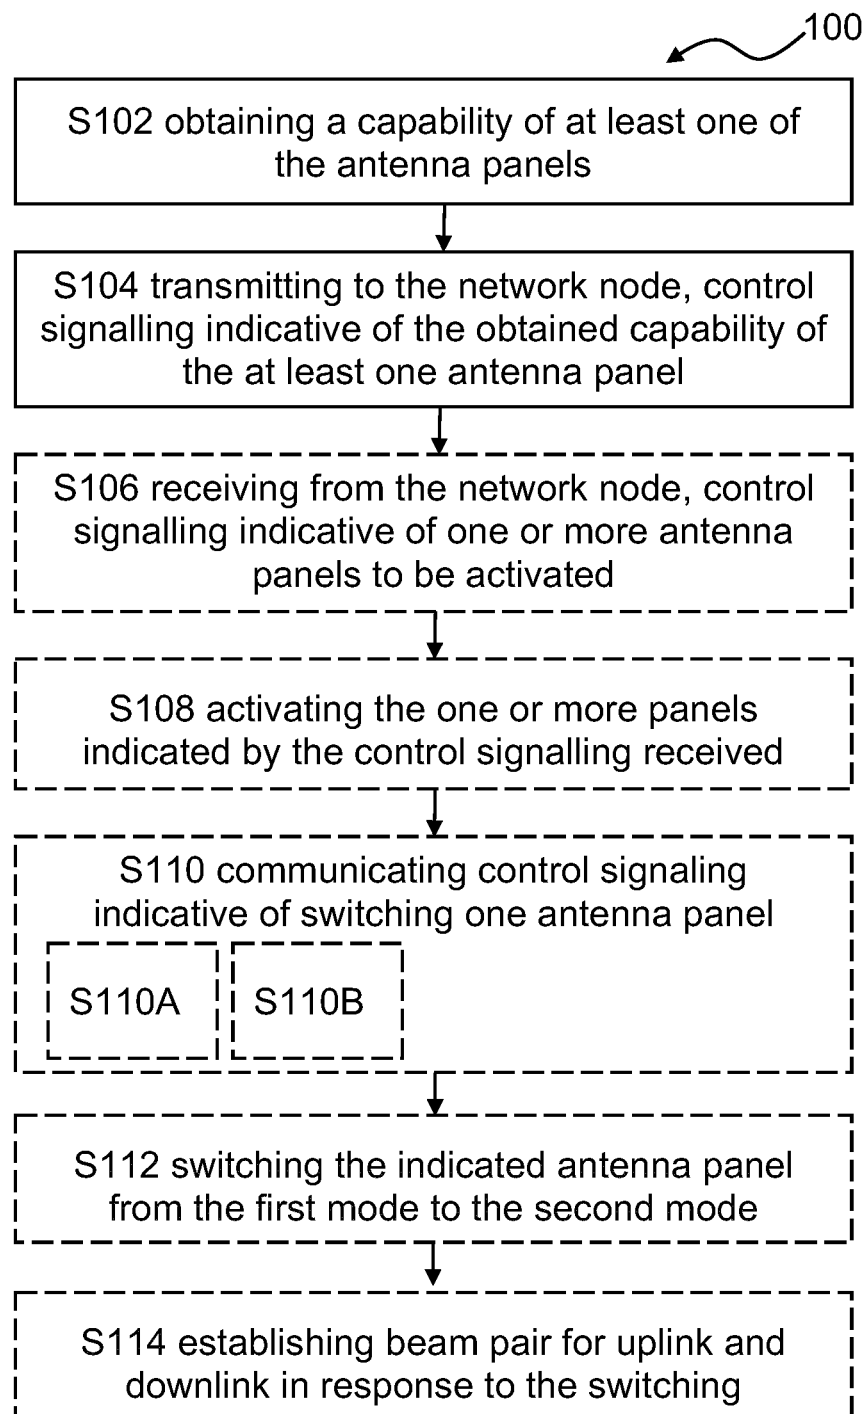 100
S102 obtaining a capability of at least one of
the antenna panels
S104 transmitting to the network node, control
signalling indicative of the obtained capability of
the at least one antenna panel
S106 receiving from the network node, control
signalling indicative of one or more antenna
panels to be activated
S108 activating the one or more panels
indicated by the control signalling received
S110 communicating control signaling
indicative of switching one antenna panel
S110A
S110B
S112 switching the indicated antenna panel
from the first mode to the second mode
S114 establishing beam pair for uplink and
downlink in response to the switching